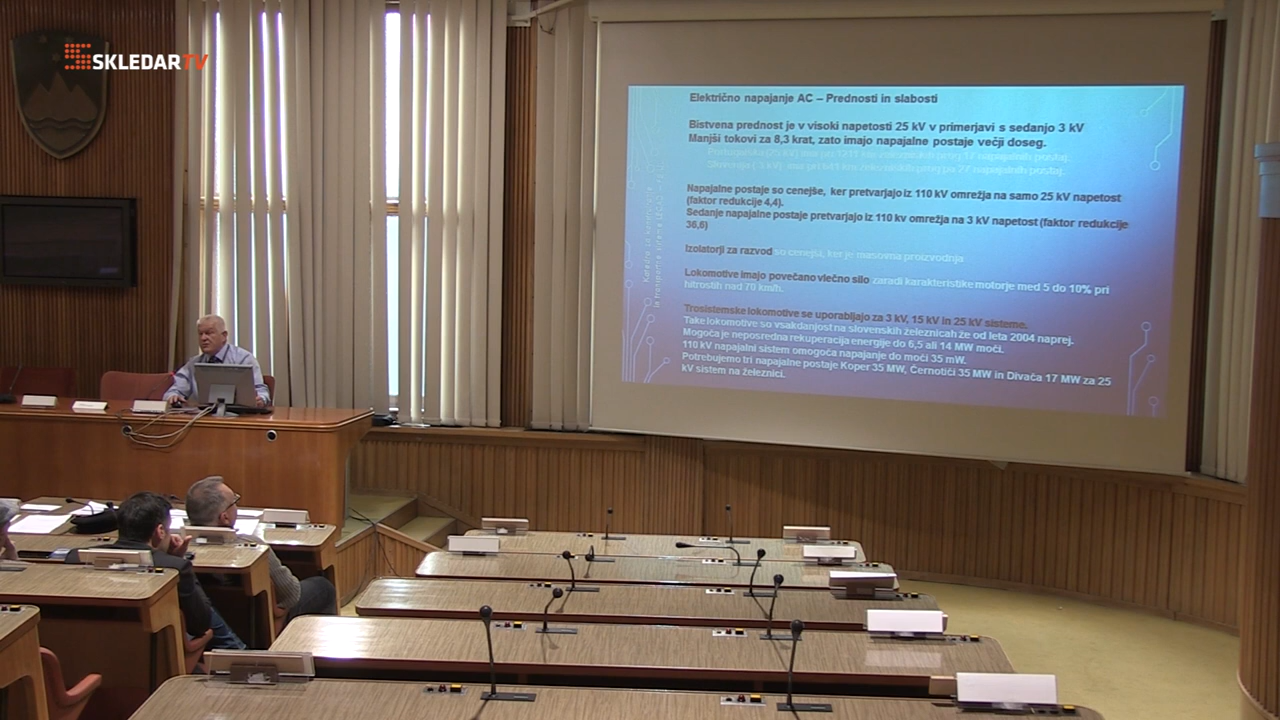 SKLEDARTV
Električno napajanje AC – Prednosti in slabosti
Bistvena prednost je v visoki napetosti 25 kV v primerjavi s sedanjo 3 kV
Manjši tokovi za 8,3 krat, zato imajo napajalne postaje večji doseg.
napajalnih postaj.
napajalnih postaj.
Napajalne postaje so cenejše, ker pretvarjajo iz 110 kV omrežja na samo 25 kV napetost
(faktor redukcije 4,4).
Sedanje napajalne postaje pretvarjajo iz 110 kv omrežja na 3 kV napetost (faktor redukcije
36,6)
Izolatorji za razvod so cenejši, ker je masovna proizvodnja
Lokomotive imajo povečano vlečno silo zaradi karakteristike motorje med 5 do 10% pri
hitrostih nad 70 km/h.
Trosistemske lokomotive se uporabljajo za 3 kV, 15 kV in 25 kV sisteme.
Take lokomotive so vsakdanjost na slovenskih železnicah že od leta 2004 naprej.
Mogoča je neposredna rekuperacija energije do 6,5 ali 14 MW moči.
110 kV napajalni sistem omogoča napajanje do moči 35 mW.
Potrebujemo tri napajalne postaje Koper 35 MW, Černotiči 35 MW in Divača 17 MW za 25
kV sistem na železnici.